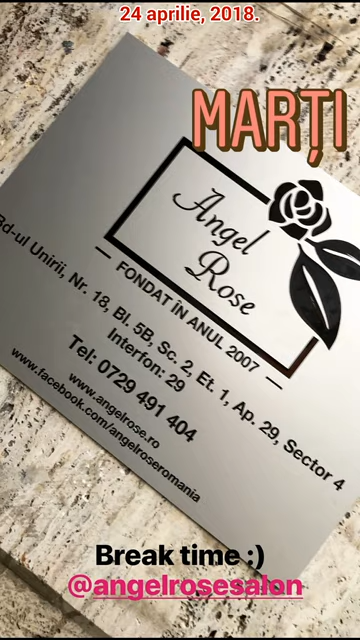 24 aprilie, 2018.
MARȚI
Angel
Rose
— FONDAT ÎN ANUL 2007 —
Bd-ul Unirii, Nr. 18, Bl. 5B, Sc. 2, Et. 1, Ap. 29, Sector 4
Interfon: 29
Tel: 0729 491 404
www.angelrose.ro
www.facebook.com/angelroseromania
Break time :)
@angelrosesalon